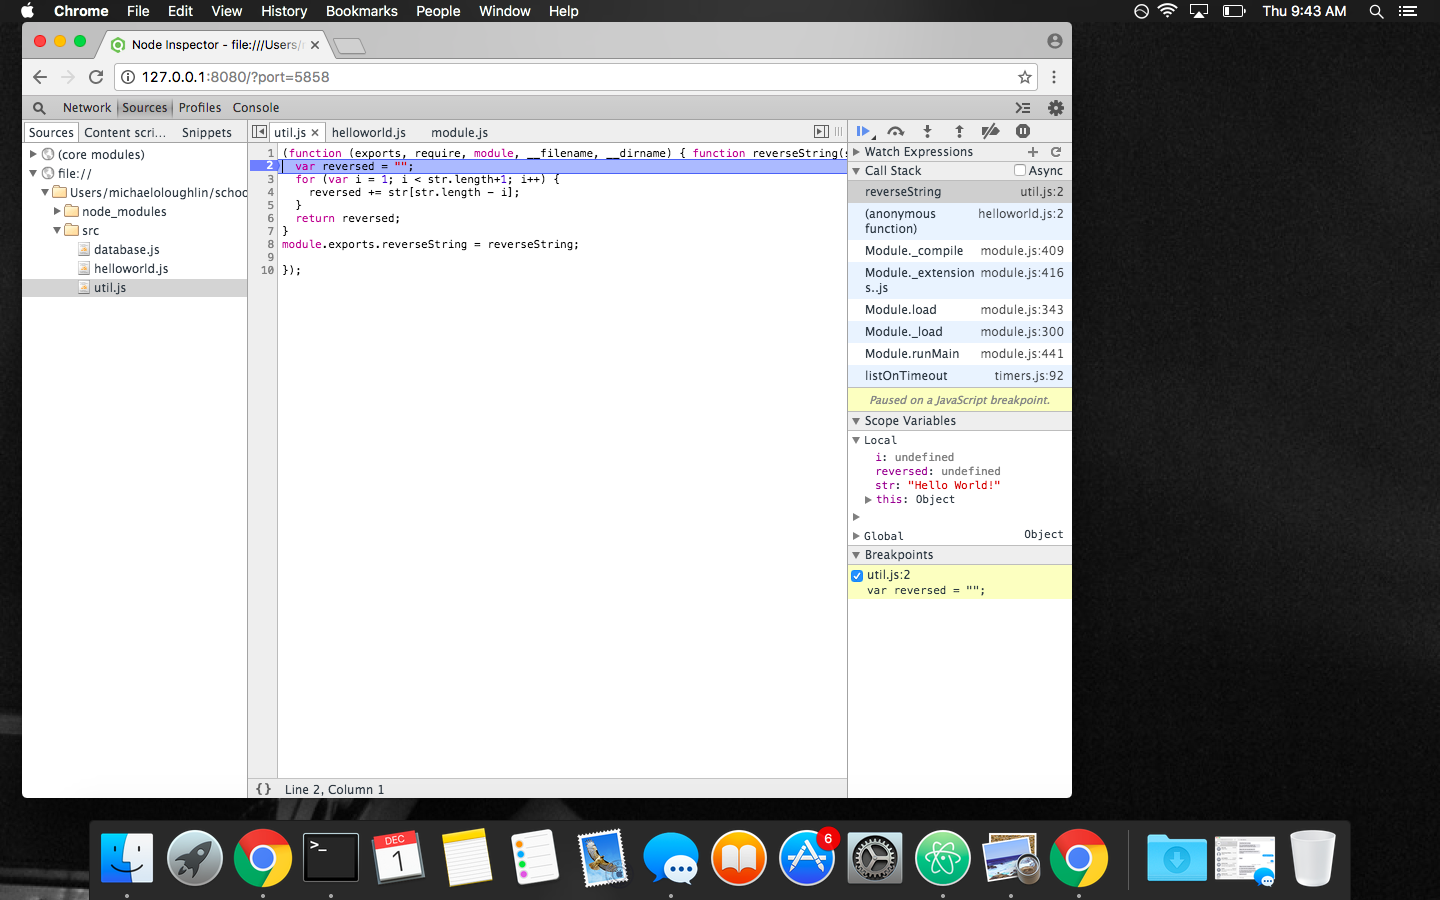 Chrome File Edit View History Bookmarks People Window Help Thu 9:43 AM
Node Inspector - file:///Users/
127.0.0.1:8080/?port=5858
Network Sources Profiles Console
Sources Content scri... Snippets
(core modules)
file://
Users/michaeloloughlin/schoo
node_modules
src
database.js
helloworld.js
util.js
util.js helloworld.js module.js
1 (function (exports, require, module, __filename, __dirname) { function reverseString(s
2 var reversed = "";
3 for (var i = 1; i < str.length+1; i++) {
4 reversed += str[str.length - i];
5 }
6 return reversed;
7 }
8 module.exports.reverseString = reverseString;
9
10 });
{} Line 2, Column 1
Watch Expressions
Call Stack Async
reverseString util.js:2
(anonymous helloworld.js:2
function)
Module._compile module.js:409
Module._extension module.js:416
s..js
Module.load module.js:343
Module._load module.js:300
Module.runMain module.js:441
listOnTimeout timers.js:92
Paused on a JavaScript breakpoint.
Scope Variables
Local
i: undefined
reversed: undefined
str: "Hello World!"
this: Object
Global Object
Breakpoints
util.js:2
var reversed = "";
>_
DEC
1
6